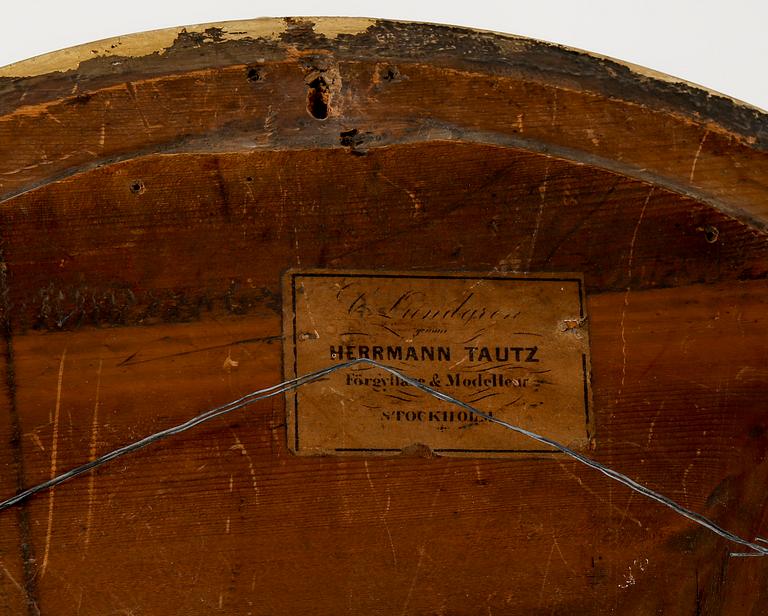 C. Lundgren
genom
HERRMANN TAUTZ
Förgyllare & Modelleur
STOCKHOLM